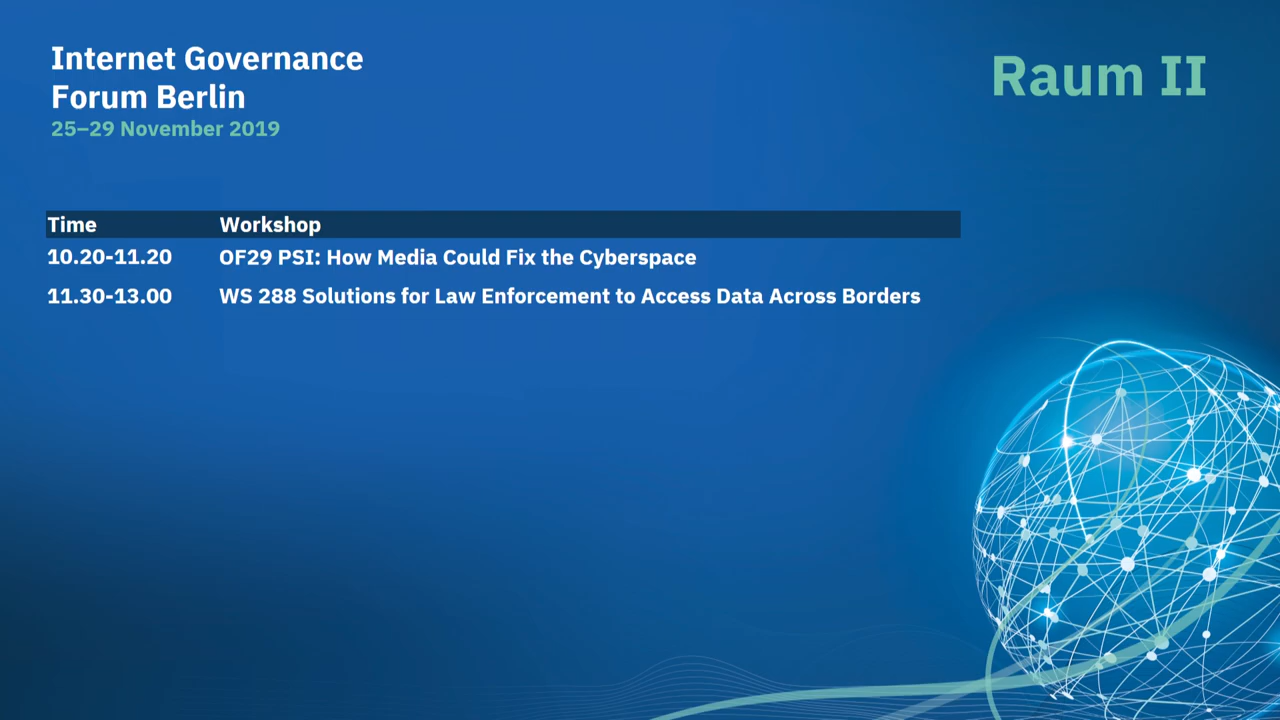 Internet Governance
Forum Berlin
25–29 November 2019
Raum II
Time Workshop
10.20-11.20 OF29 PSI: How Media Could Fix the Cyberspace
11.30-13.00 WS 288 Solutions for Law Enforcement to Access Data Across Borders